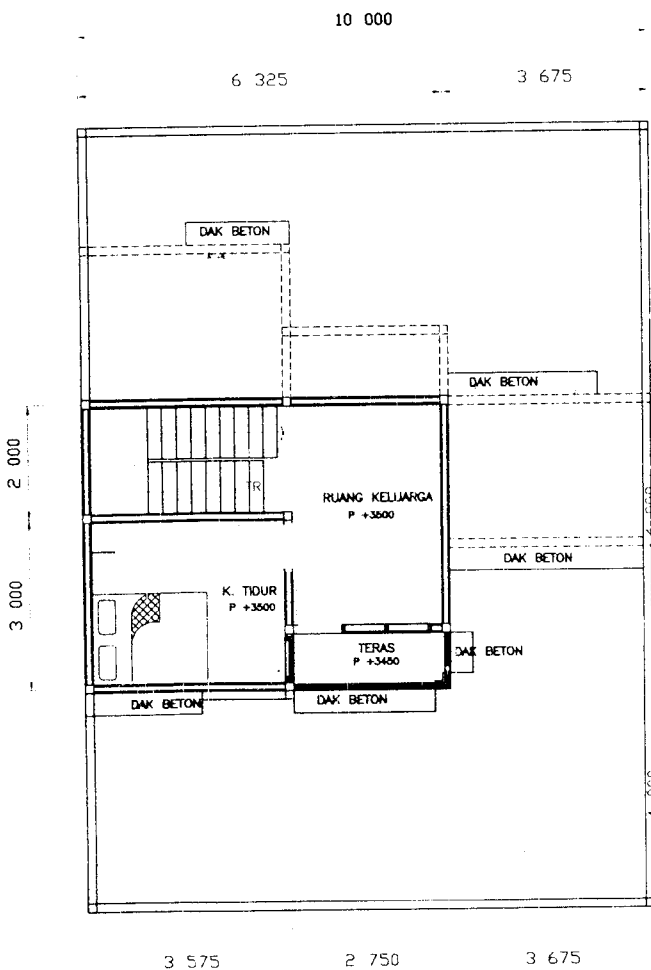 10 000
6 325
3 675
DAK BETON
DAK BETON
2 000
TR
RUANG KELUARGA
P +3500
DAK BETON
3 000
K. TIDUR
P +3500
TERAS
P +3480
DAK BETON
DAK BETON
DAK BETON
3 575
2 750
3 675